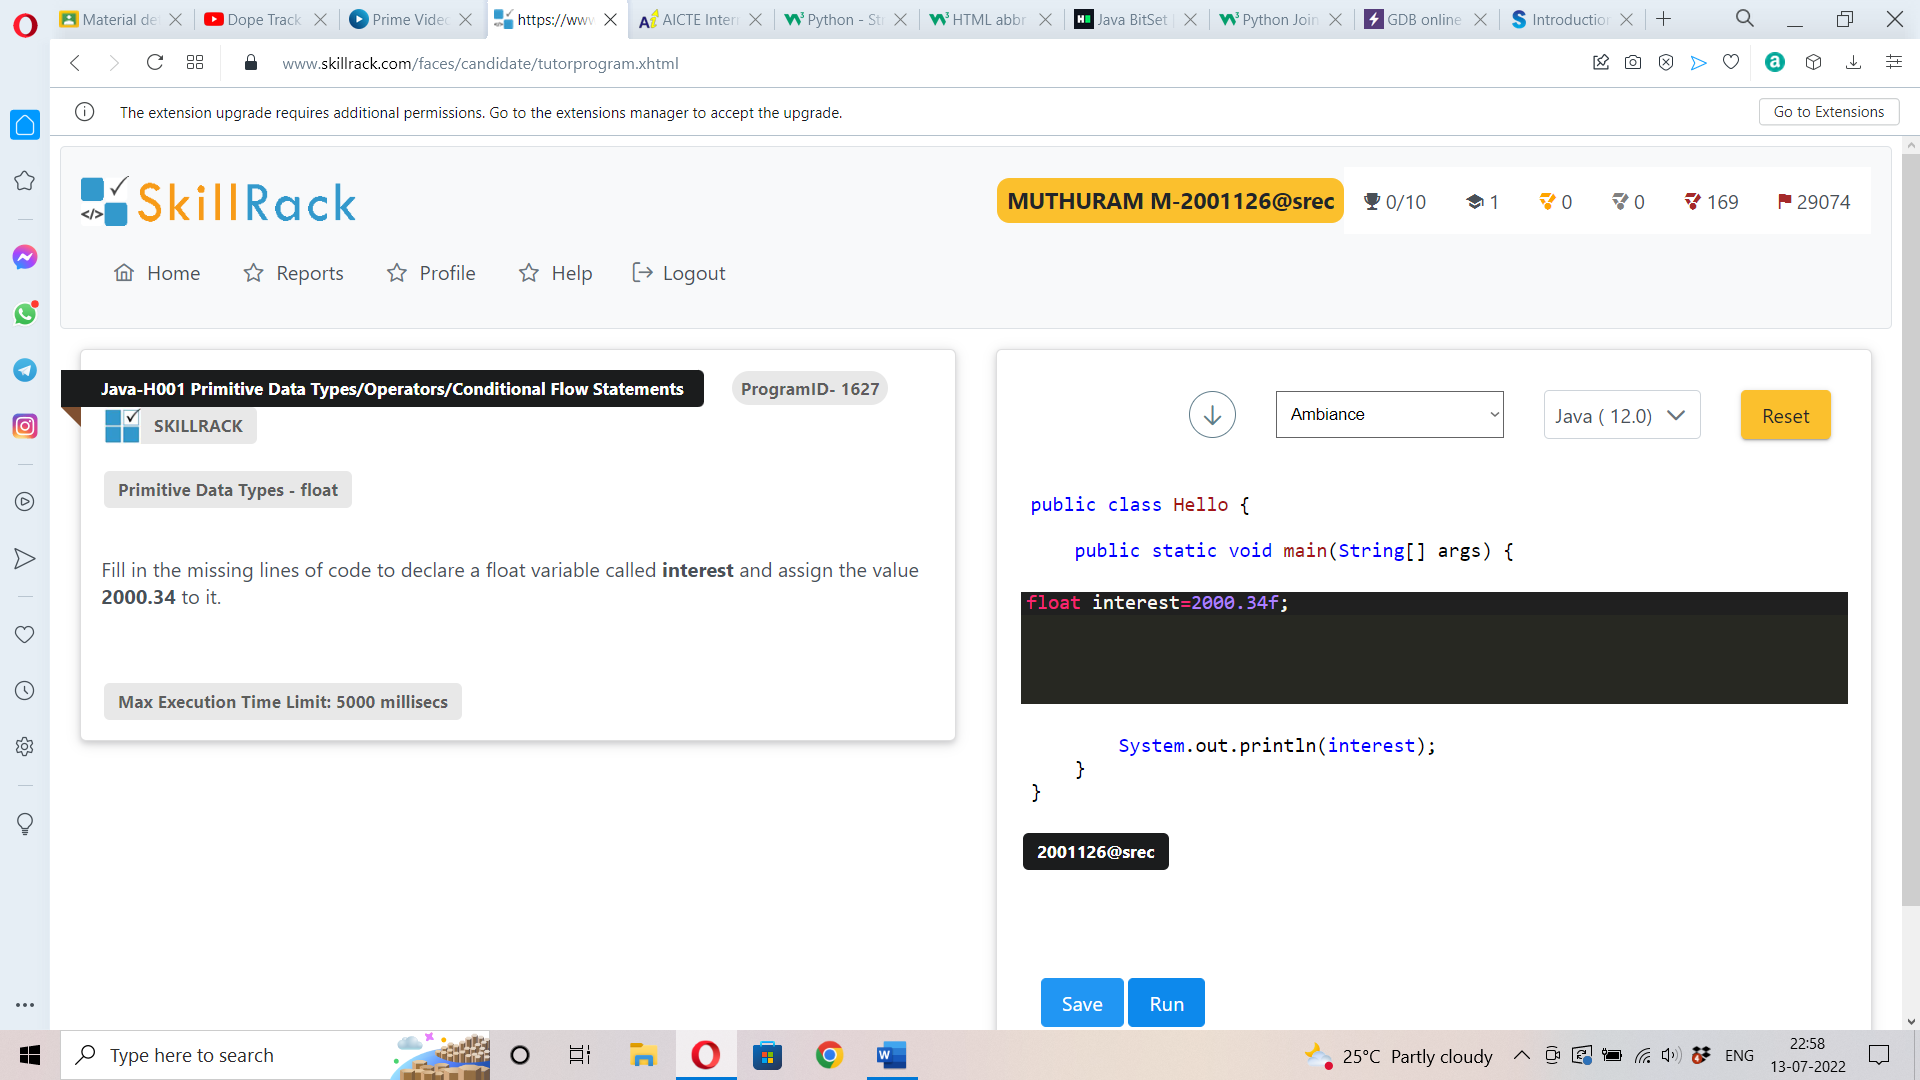 Material de
Dope Track
Prime Vide
https://www
AICTE Inter
Python - St
HTML abbr
Java BitSet
Python Join
GDB online
Introductio
www.skillrack.com/faces/candidate/tutorprogram.xhtml
The extension upgrade requires additional permissions. Go to the extensions manager to accept the upgrade.
Go to Extensions
SkillRack
MUTHURAM M-2001126@srec
0/10
1
0
0
169
29074
Home
Reports
Profile
Help
Logout
Java-H001 Primitive Data Types/Operators/Conditional Flow Statements
ProgramID- 1627
SKILLRACK
Primitive Data Types - float
Fill in the missing lines of code to declare a float variable called interest and assign the value
2000.34 to it.
Max Execution Time Limit: 5000 millisecs
Ambiance
Java ( 12.0)
Reset
public class Hello {
public static void main(String[] args) {
float interest=2000.34f;
System.out.println(interest);
}
}
2001126@srec
Save
Run
Type here to search
25°C Partly cloudy
ENG
22:58
13-07-2022